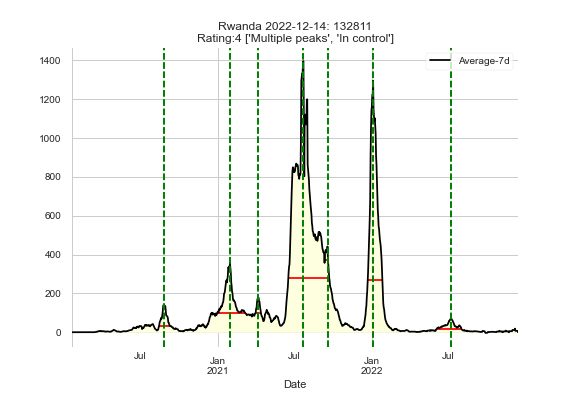 Rwanda 2022-12-14: 132811
Rating:4 ['Multiple peaks', 'In control']
Average-7d
1400
1200
1000
800
600
400
200
0
Jul
Jan
2021
Jul
Jan
2022
Jul
Date